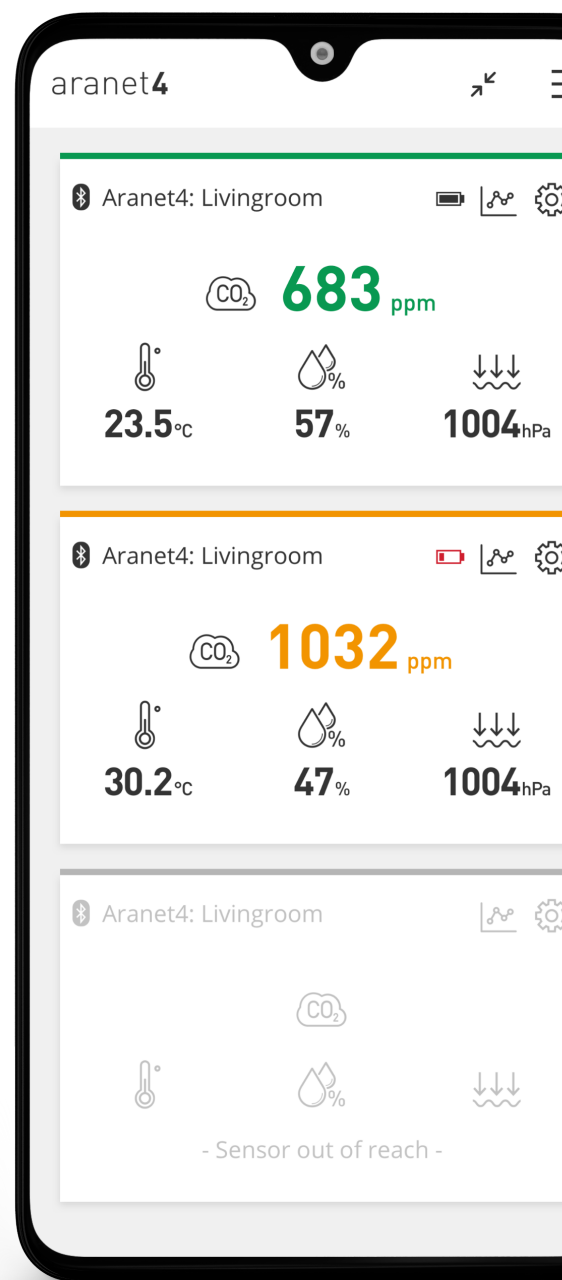 aranet4
Aranet4: Livingroom
CO₂ 683 ppm
%
23.5°C 57% 1004hPa
Aranet4: Livingroom
CO₂ 1032 ppm
%
30.2°C 47% 1004hPa
Aranet4: Livingroom
CO₂
%
- Sensor out of reach -